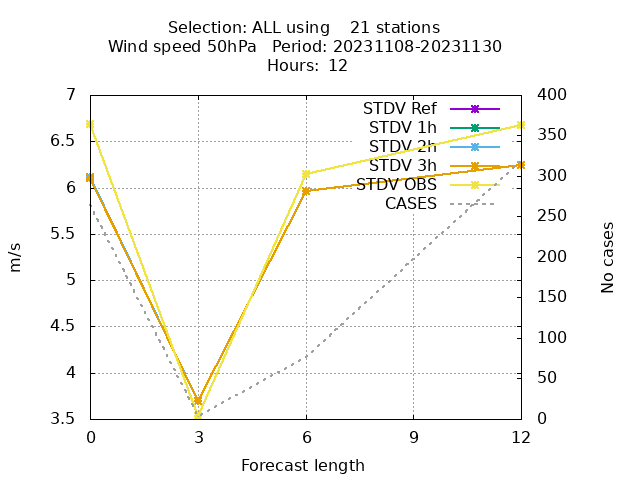 Selection: ALL using    21 stations
Wind speed 50hPa   Period: 20231108-20231130
Hours:  12
7
6.5
6
5.5
5
4.5
4
3.5
m/s
400
350
300
250
200
150
100
50
0
No cases
STDV Ref
STDV 1h
STDV 2h
STDV 3h
STDV OBS
CASES
0
3
6
9
12
Forecast length